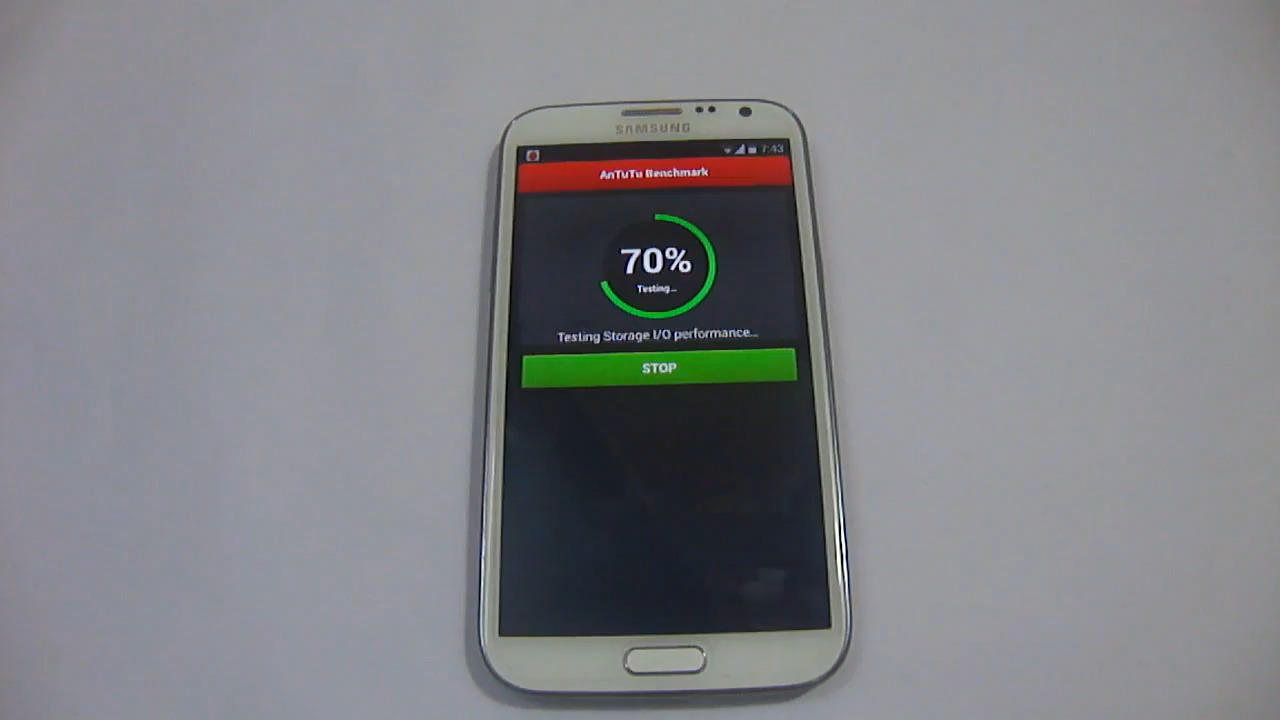 SAMSUNG
7:43
AnTuTu Benchmark
70%
Testing...
Testing Storage I/O performance...
STOP